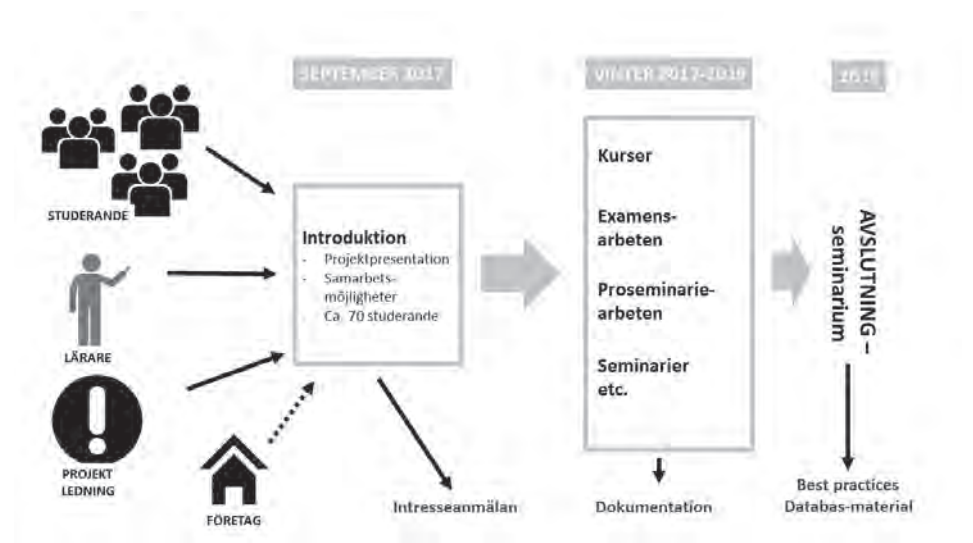 SEPTEMBER 2017
VINTER 2017-2019
2019
STUDERANDE
LÄRARE
PROJEKT
LEDNING
FÖRETAG
Introduktion
- Projektpresentation
- Samarbets-
möjligheter
- Ca. 70 studerande
Intresseanmälan
Kurser
Examens-
arbeten
Proseminarie-
arbeten
Seminarier
etc.
Dokumentation
AVSLUTNING –
seminarium
Best practices
Databas-material